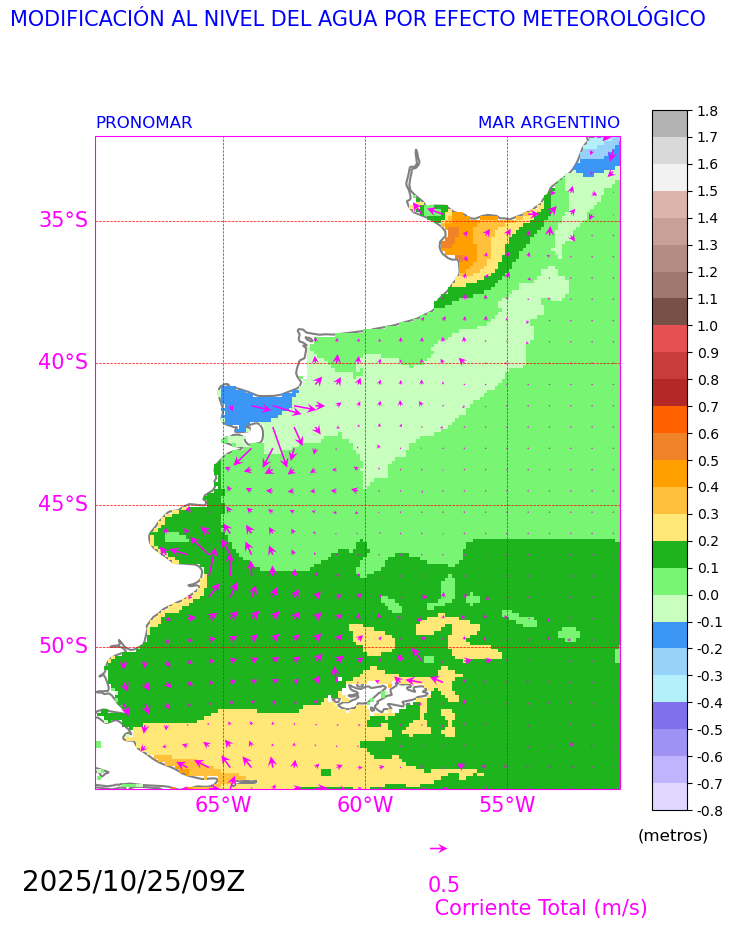 MODIFICACIÓN AL NIVEL DEL AGUA POR EFECTO METEOROLÓGICO
PRONOMAR
MAR ARGENTINO
35°S
40°S
45°S
50°S
65°W
60°W
55°W
1.8
1.7
1.6
1.5
1.4
1.3
1.2
1.1
1.0
0.9
0.8
0.7
0.6
0.5
0.4
0.3
0.2
0.1
0.0
-0.1
-0.2
-0.3
-0.4
-0.5
-0.6
-0.7
-0.8
(metros)
2025/10/25/09Z
0.5
Corriente Total (m/s)